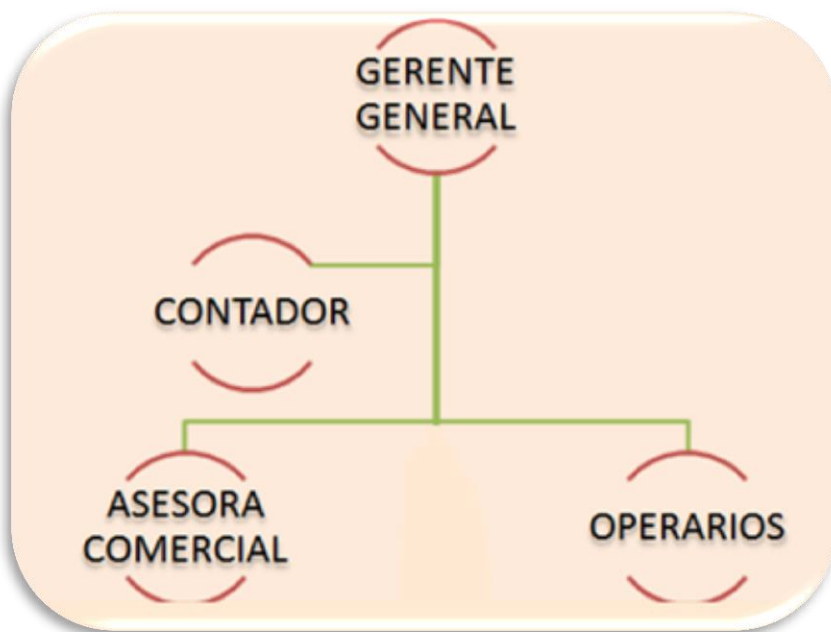 GERENTE
GENERAL
CONTADOR
ASESORA
COMERCIAL
OPERARIOS